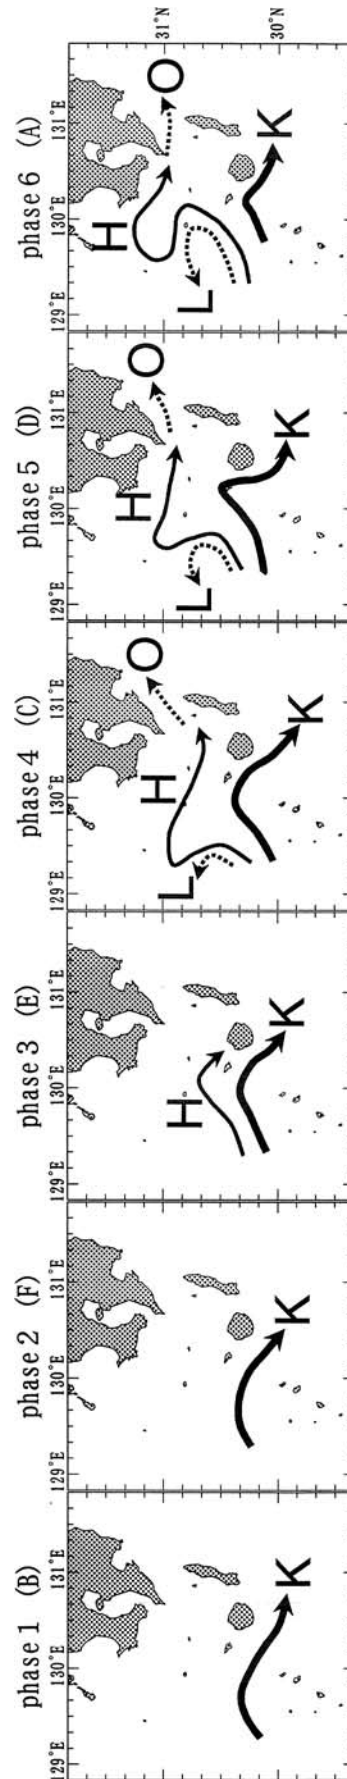 phase 1 (B)
129°E 130°E 131°E
K
phase 2 (F)
129°E 130°E 131°E
K
phase 3 (E)
129°E 130°E 131°E
H
K
phase 4 (C)
129°E 130°E 131°E
L H O
K
phase 5 (D)
129°E 130°E 131°E
L H O
K
phase 6 (A)
129°E 130°E 131°E
L H O
K
31°N
30°N